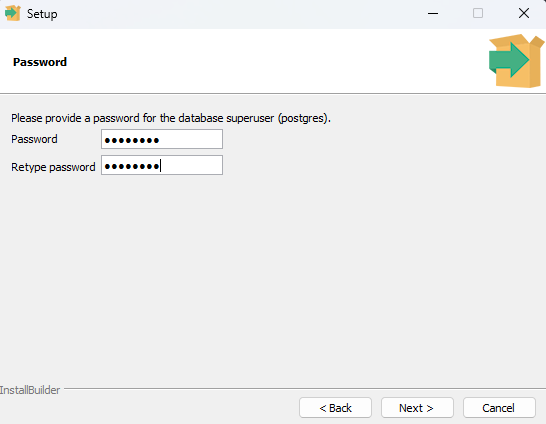 Setup
Password
Please provide a password for the database superuser (postgres).
Password ●●●●●●●●
Retype password ●●●●●●●●
InstallBuilder
< Back Next > Cancel